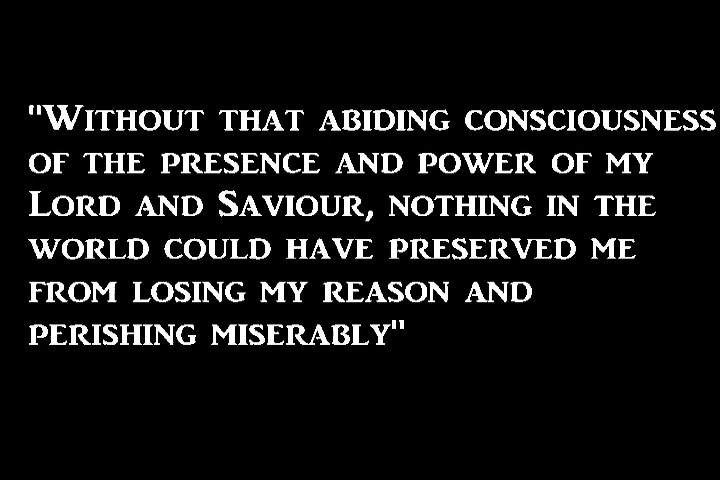 "Without that abiding consciousness
of the presence and power of my
Lord and Saviour, nothing in the
world could have preserved me
from losing my reason and
perishing miserably"